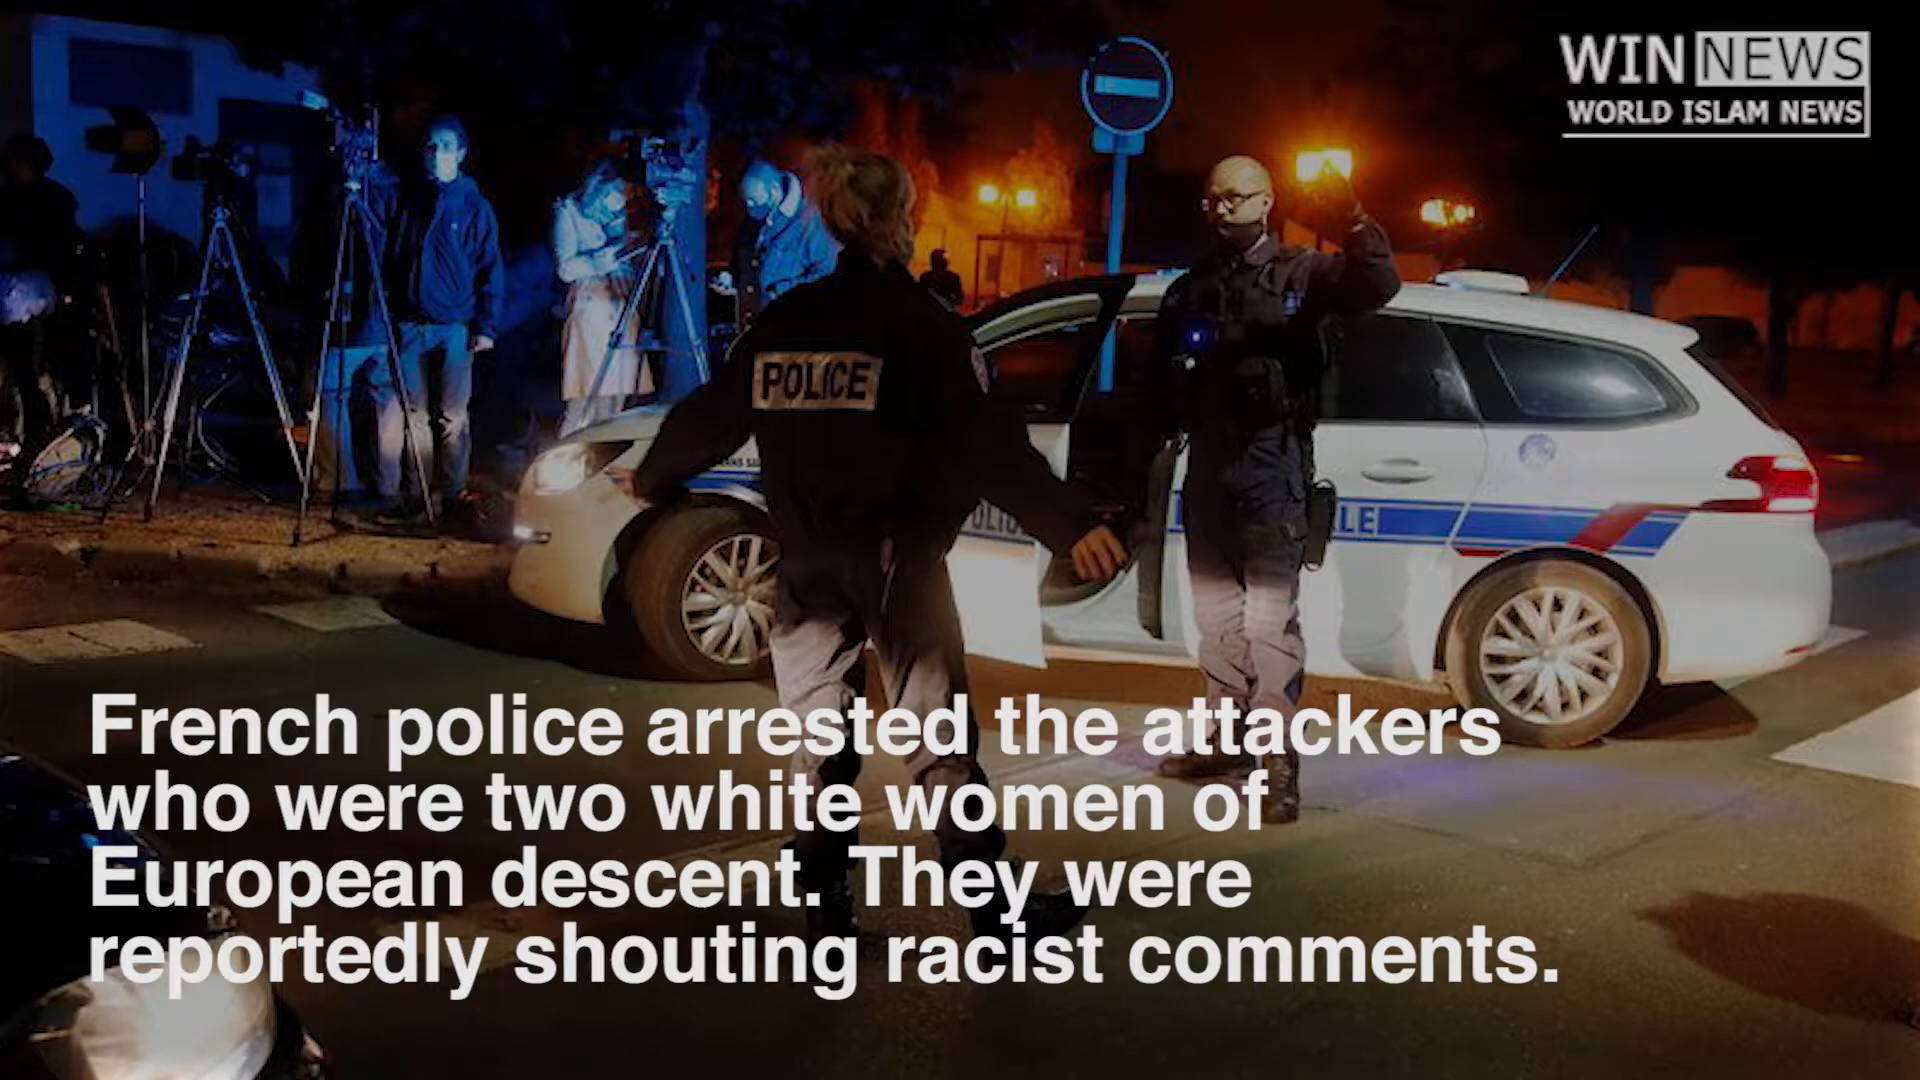 WIN NEWS
WORLD ISLAM NEWS
POLICE
LE
French police arrested the attackers
who were two white women of
European descent. They were
reportedly shouting racist comments.